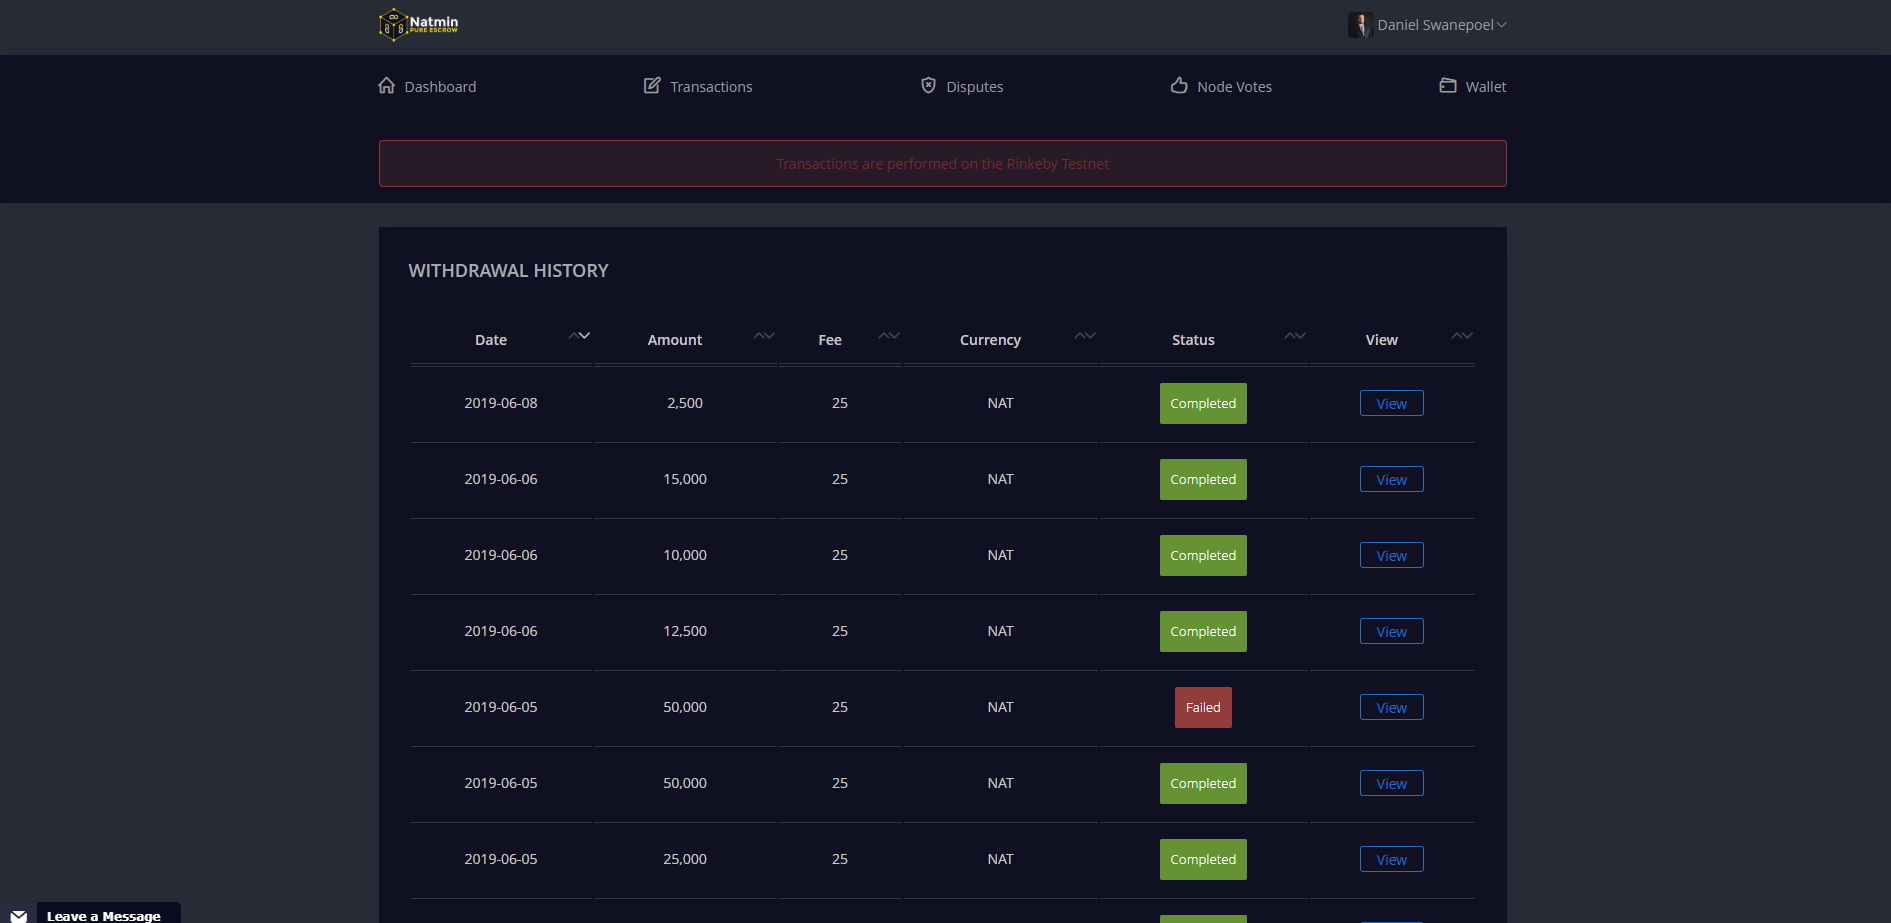 Natmin
PURE ESCROW
Daniel Swanepoel
Dashboard Transactions Disputes Node Votes Wallet
Transactions are performed on the Rinkeby Testnet
WITHDRAWAL HISTORY
Date Amount Fee Currency Status View
2019-06-08 2,500 25 NAT Completed View
2019-06-06 15,000 25 NAT Completed View
2019-06-06 10,000 25 NAT Completed View
2019-06-06 12,500 25 NAT Completed View
2019-06-05 50,000 25 NAT Failed View
2019-06-05 50,000 25 NAT Completed View
2019-06-05 25,000 25 NAT Completed View
Leave a Message